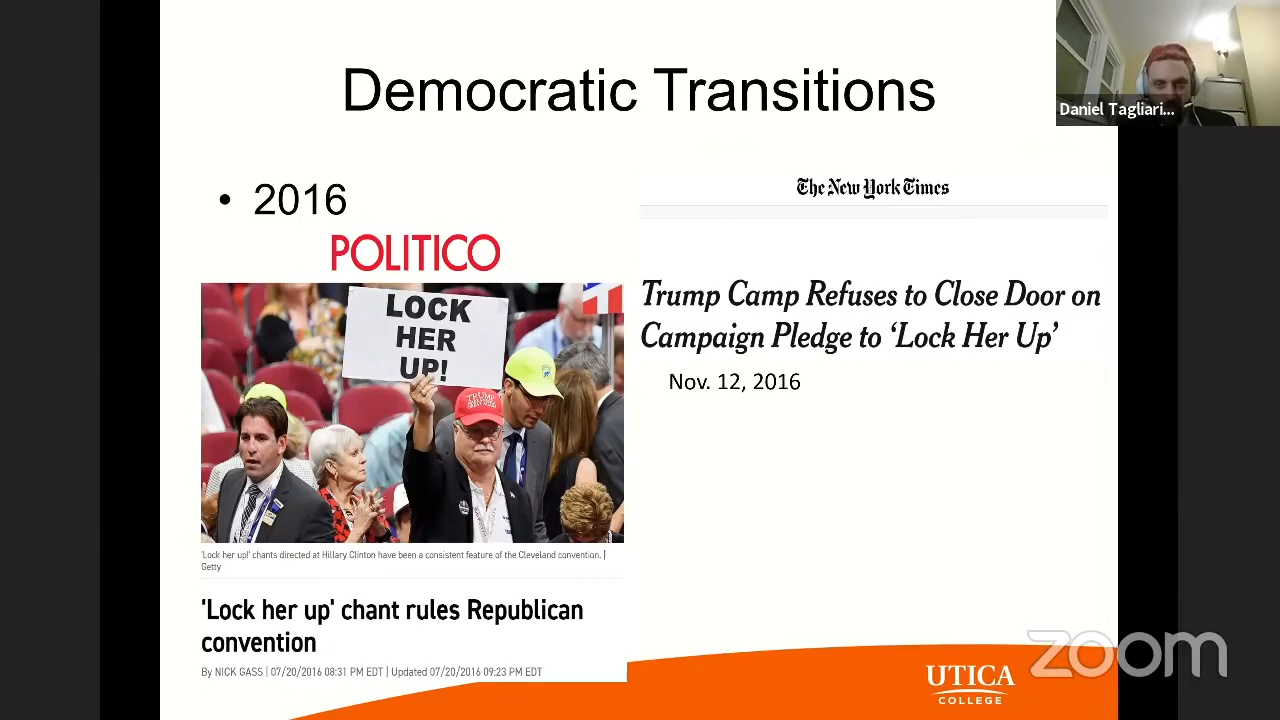 Democratic Transitions
Daniel Tagliari...
• 2016
POLITICO
LOCK
HER
UP!
TRUMP
'Lock her up!' chants directed at Hillary Clinton have been a consistent feature of the Cleveland convention. |
Getty
'Lock her up' chant rules Republican
convention
By NICK GASS | 07/20/2016 08:31 PM EDT | Updated 07/20/2016 09:23 PM EDT
The New York Times
Trump Camp Refuses to Close Door on
Campaign Pledge to ‘Lock Her Up’
Nov. 12, 2016
UTICA
COLLEGE
zoom